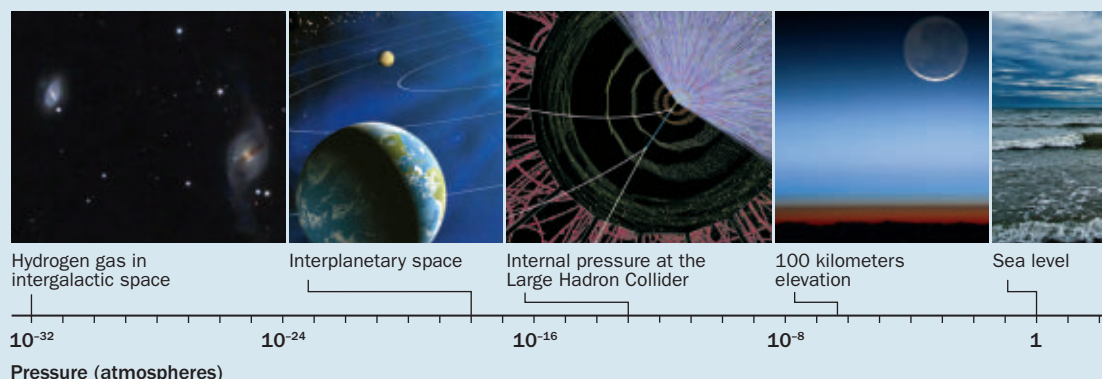 Hydrogen gas in
intergalactic space
Interplanetary space
Internal pressure at the
Large Hadron Collider
100 kilometers
elevation
Sea level
10⁻³² 10⁻²⁴ 10⁻¹⁶ 10⁻⁸ 1
Pressure (atmospheres)